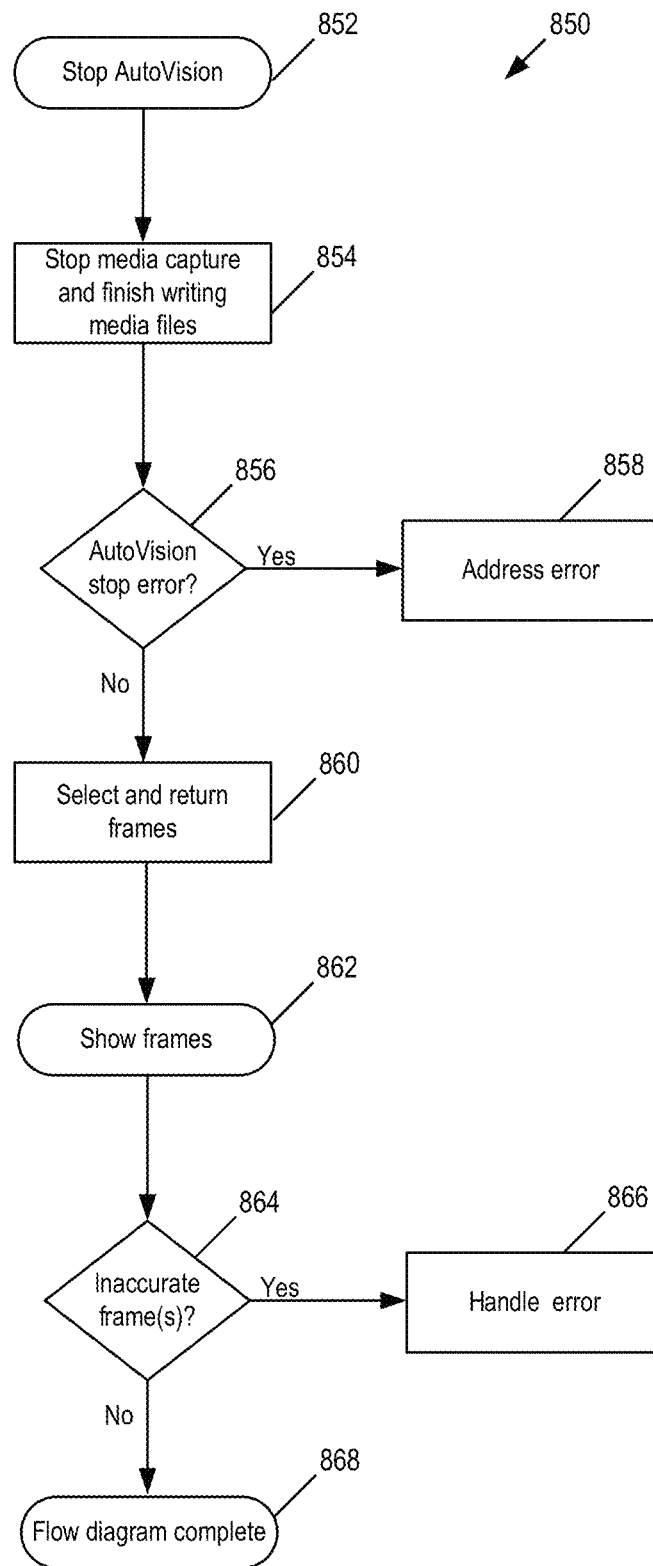 852
850
Stop AutoVision
854
Stop media capture
and finish writing
media files
856
858
AutoVision
stop error?
Yes
Address error
No
860
Select and return
frames
862
Show frames
864
866
Inaccurate
frame(s)?
Yes
Handle error
No
868
Flow diagram complete